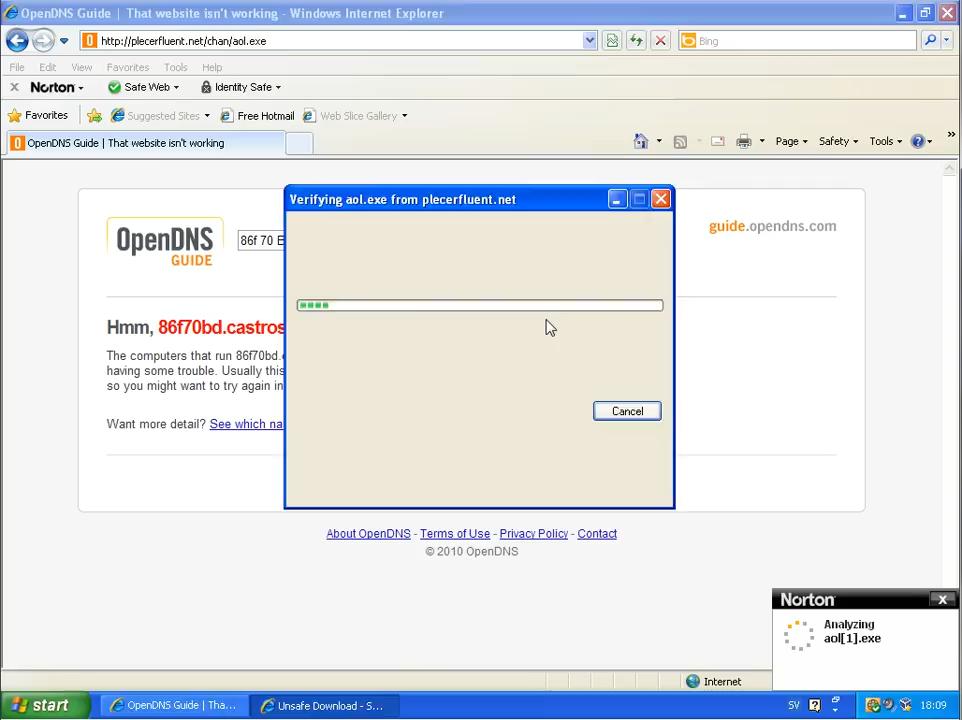 OpenDNS Guide | That website isn't working - Windows Internet Explorer
http://plecerfluent.net/chan/aol.exe
Bing
File Edit View Favorites Tools Help
x Norton Safe Web Identity Safe
Favorites Suggested Sites Free Hotmail Web Slice Gallery
OpenDNS Guide | That website isn't working
Page Safety Tools »
Verifying aol.exe from plecerfluent.net
OpenDNS
GUIDE
86f 70 B
guide.opendns.com
Hmm, 86f70bd.castros
The computers that run 86f70bd.
having some trouble. Usually this
so you might want to try again in
Want more detail? See which na
Cancel
About OpenDNS - Terms of Use - Privacy Policy - Contact
© 2010 OpenDNS
Norton x
Analyzing
aol[1].exe
Internet
start OpenDNS Guide | Tha... Unsafe Download - S... SV 18:09